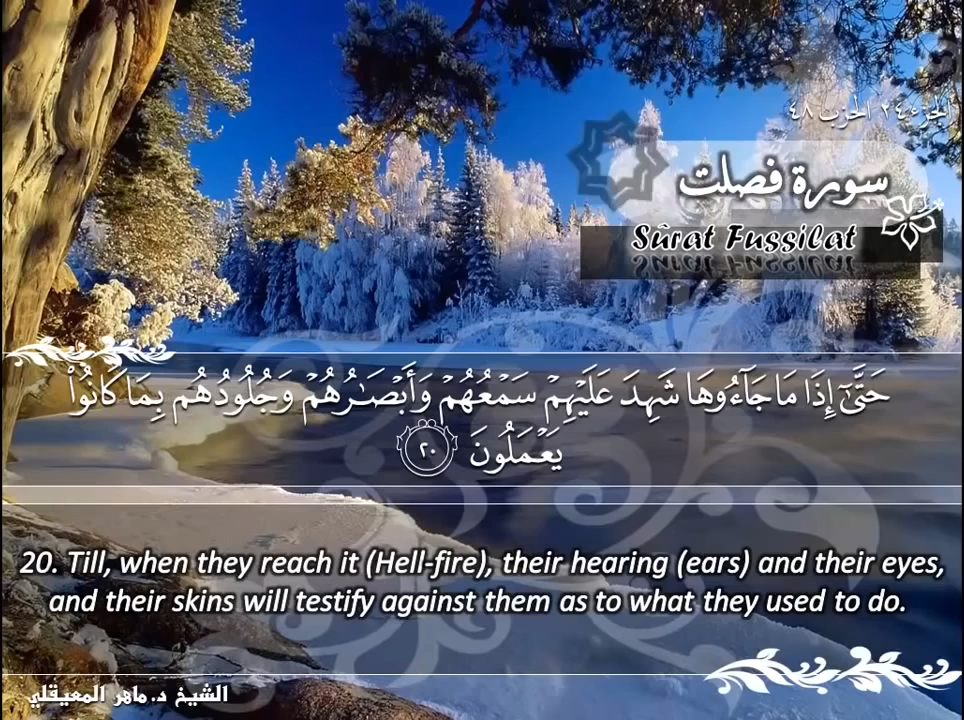 الجزء ٢٤ الحزب ٤٨
سورة فصلت
Sûrat Fussilat
حَتَّىٰٓ إِذَا مَا جَآءُوهَا شَهِدَ عَلَيْهِمْ سَمْعُهُمْ وَأَبْصَـٰرُهُمْ وَجُلُودُهُم بِمَا كَانُوا۟
يَعْمَلُونَ ٢٠
20. Till, when they reach it (Hell-fire), their hearing (ears) and their eyes,
and their skins will testify against them as to what they used to do.
الشيخ د. ماهر المعيقلي